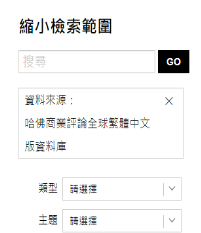 縮小檢索範圍
搜尋 GO
資料來源： ×
哈佛商業評論全球繁體中文
版資料庫
類型 請選擇
主題 請選擇